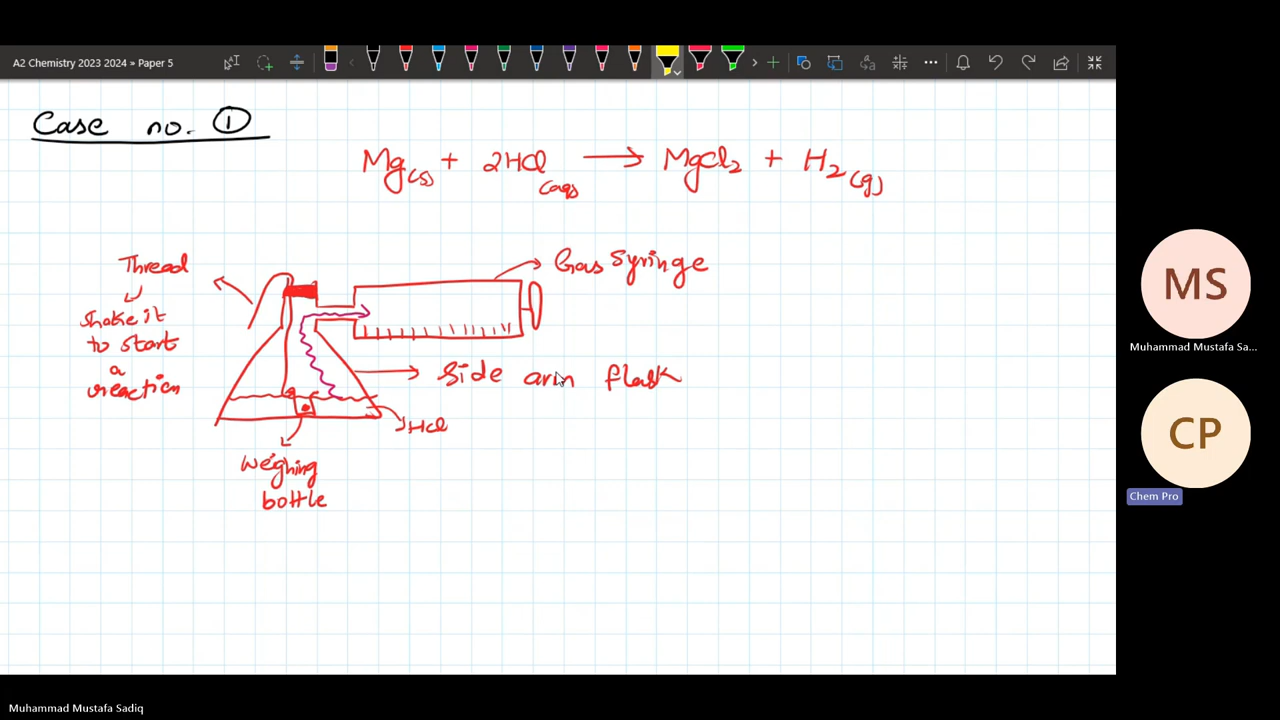 A2 Chemistry 2023 2024 » Paper 5
Case no. ①
Mg(s) + 2HCl(aq) → MgCl2 + H2(g)
Thread
shake it
to start
a
reaction
Gas Syringe
Side arm flask
HCl
Weighing
bottle
MS
Muhammad Mustafa Sa...
CP
Chem Pro
Muhammad Mustafa Sadiq